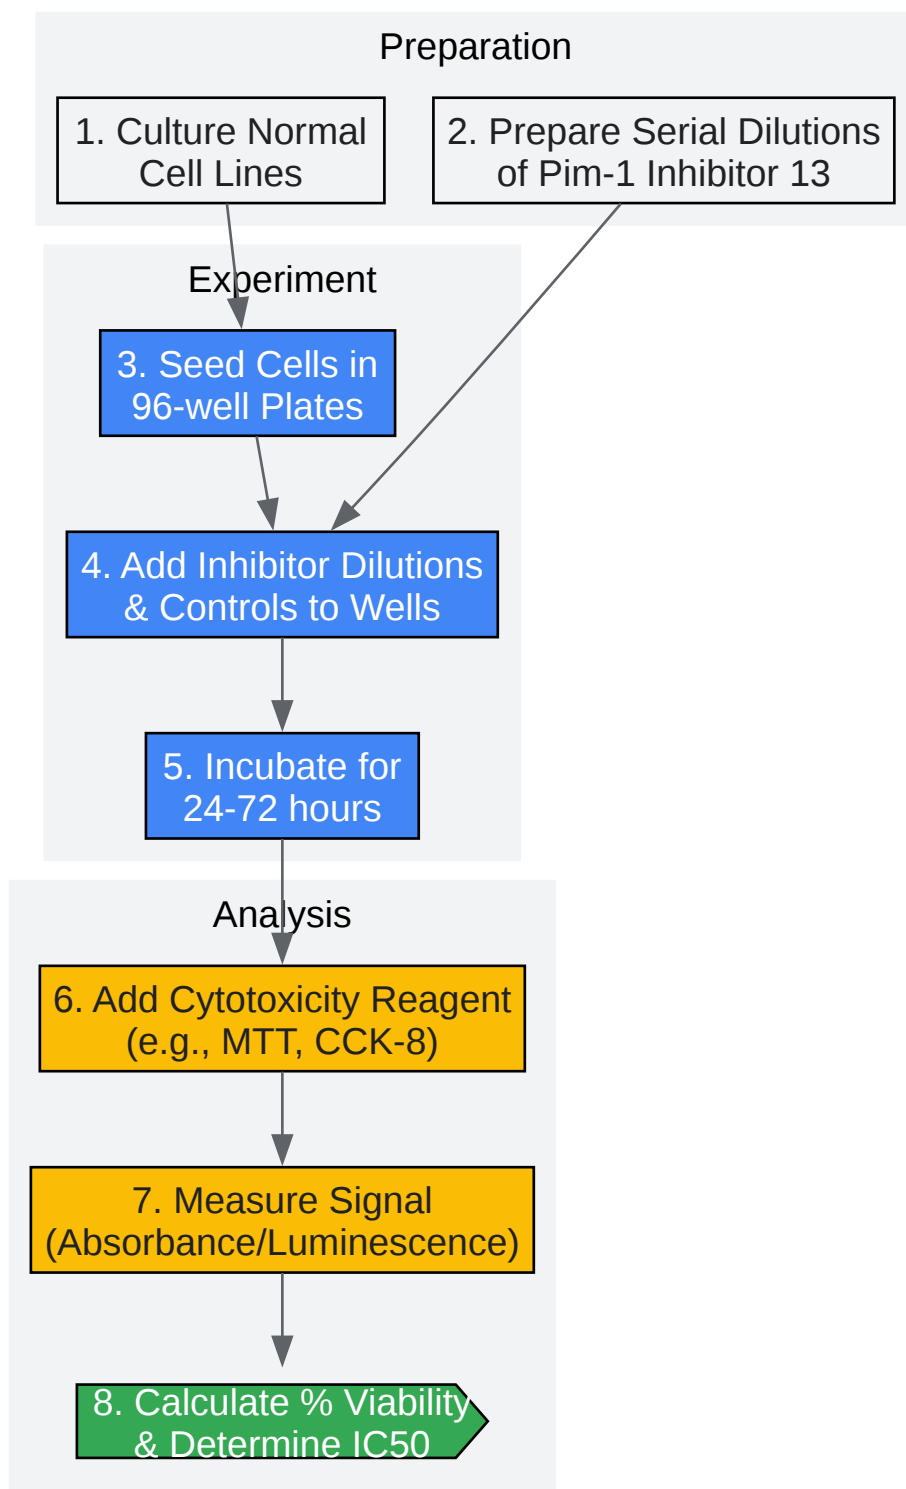 Preparation
1. Culture Normal
Cell Lines
2. Prepare Serial Dilutions
of Pim-1 Inhibitor 13
Experiment
3. Seed Cells in
96-well Plates
4. Add Inhibitor Dilutions
& Controls to Wells
5. Incubate for
24-72 hours
Analysis
6. Add Cytotoxicity Reagent
(e.g., MTT, CCK-8)
7. Measure Signal
(Absorbance/Luminescence)
8. Calculate % Viability
& Determine IC50